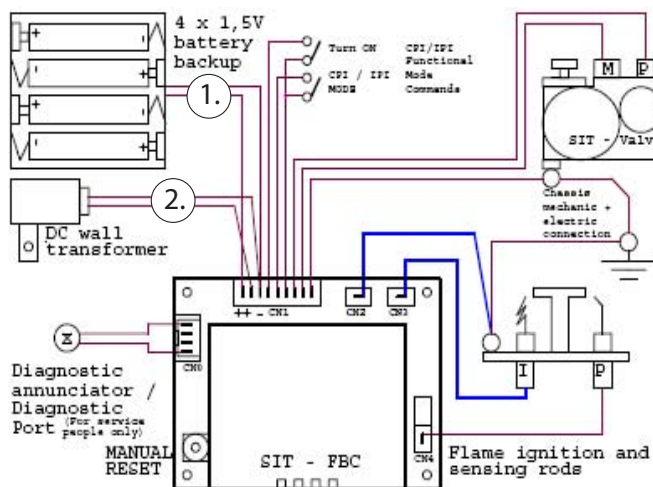 4 x 1,5V
battery
backup
1.
Turn ON CPI/IPI
Functional
CPI / IPI Mode
MODE Commands
M P
SIT - Valv
2.
DC wall
transformer
Chassis
mechanic +
electric
connection
++ - CN1
CN2
CN3
CN0
Diagnostic
annunciator /
Diagnostic
Port (For service
people only)
I P
MANUAL
RESET
SIT - FBC
CN4
Flame ignition and
sensing rods